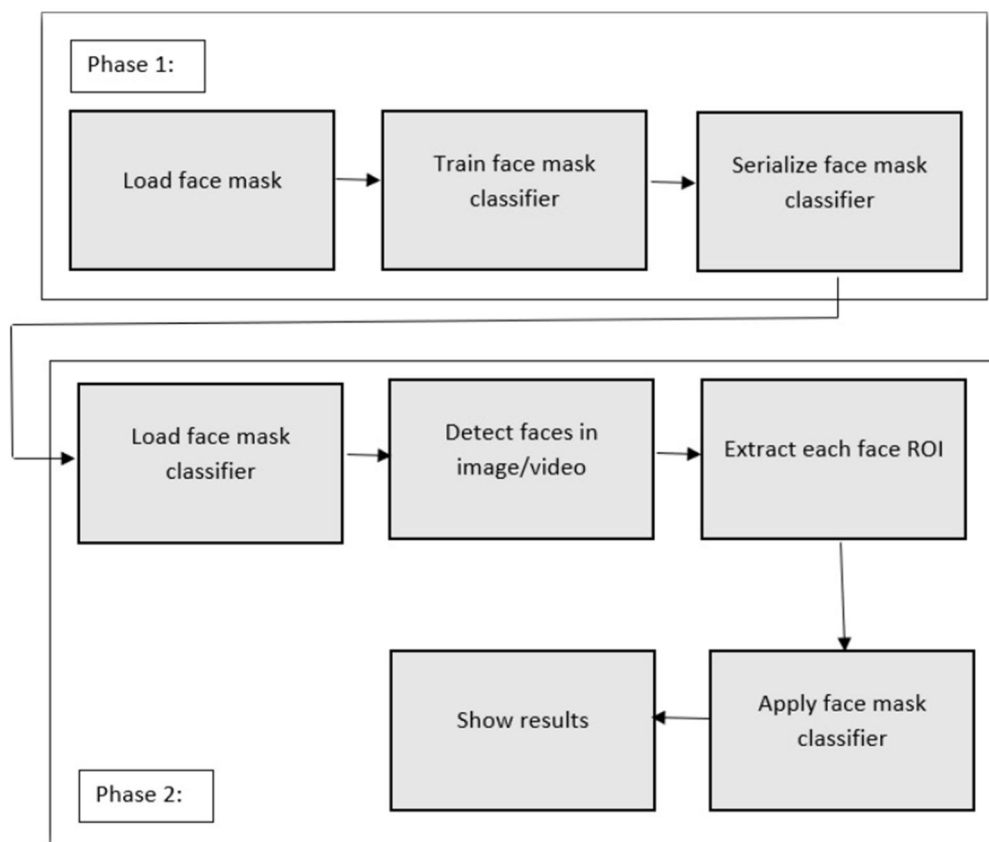 Phase 1:
Load face mask
Train face mask
classifier
Serialize face mask
classifier
Load face mask
classifier
Detect faces in
image/video
Extract each face ROI
Apply face mask
classifier
Show results
Phase 2: